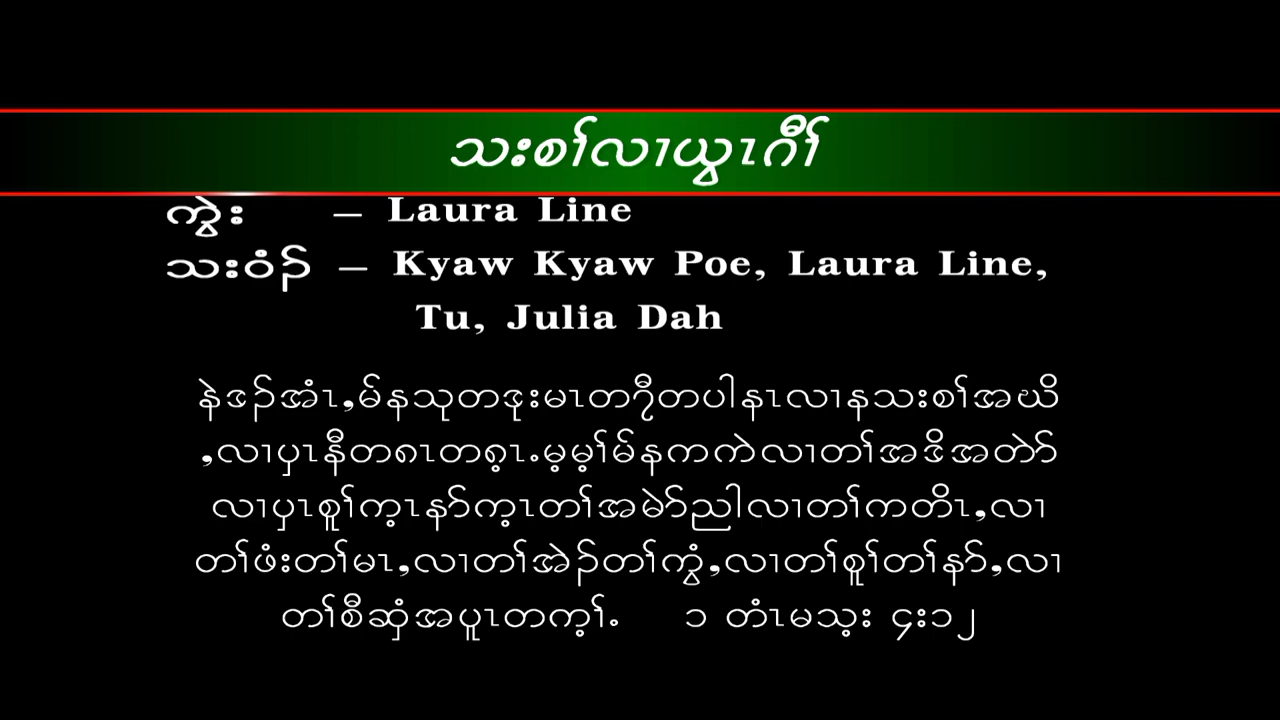 သးစၢ်လၢယွၤဂီၢ်
ကွဲး – Laura Line
သးဝံၣ် – Kyaw Kyaw Poe, Laura Line,
Tu, Julia Dah
နဲဒၣ်အံၤ,မ်နသုတဒုးမၤတရီတပါနၤလၢနသးစၢ်အဃိ
,လၢပှၤနီတရၤတဂ့ၤ.မ့မ့ၢ်မ်နကကဲလၢတၢ်အဒိအတဲာ်
လၢပှၤစူၢ်က့ၤနာ်က့ၤတၢ်အမဲာ်ညါလၢတၢ်ကတိၤ,လၢ
တၢ်ဖံးတၢ်မၤ,လၢတၢ်အဲၣ်တၢ်ကွံ,လၢတၢ်စူၢ်တၢ်နာ်,လၢ
တၢ်စီဆှံအပူၤတက့ၢ်. ၁ တံၤမသ့း ၄း၁၂